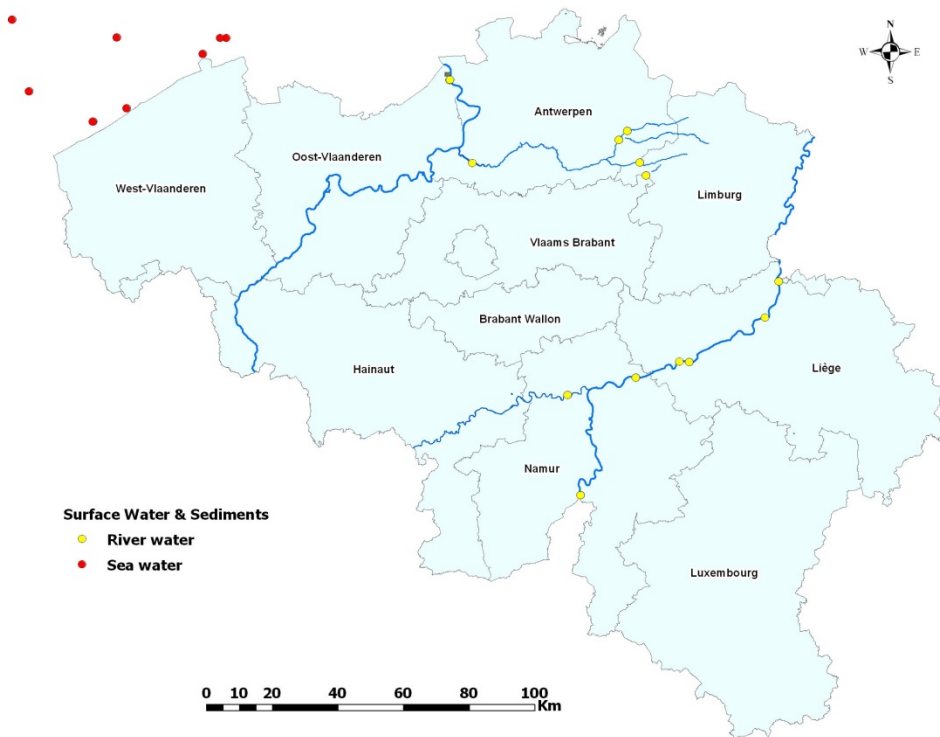 N
W E
S
Antwerpen
Oost-Vlaanderen
West-Vlaanderen
Limburg
Vlaams Brabant
Brabant Wallon
Hainaut
Liège
Namur
Surface Water & Sediments
River water
Sea water
Luxembourg
0 10 20 40 60 80 100
Km